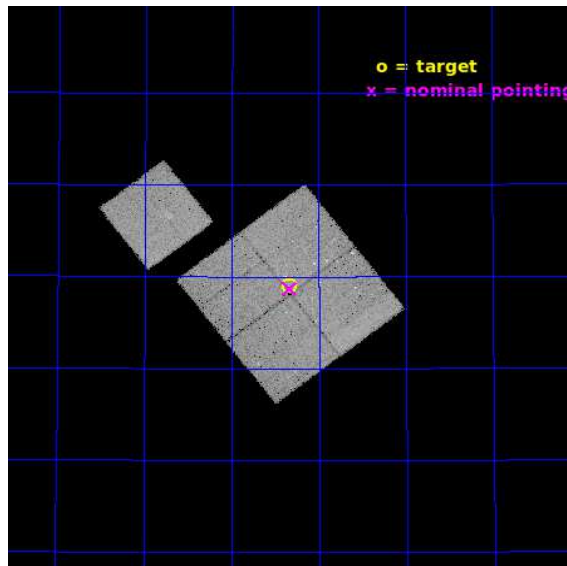 o = target
x = nominal pointing